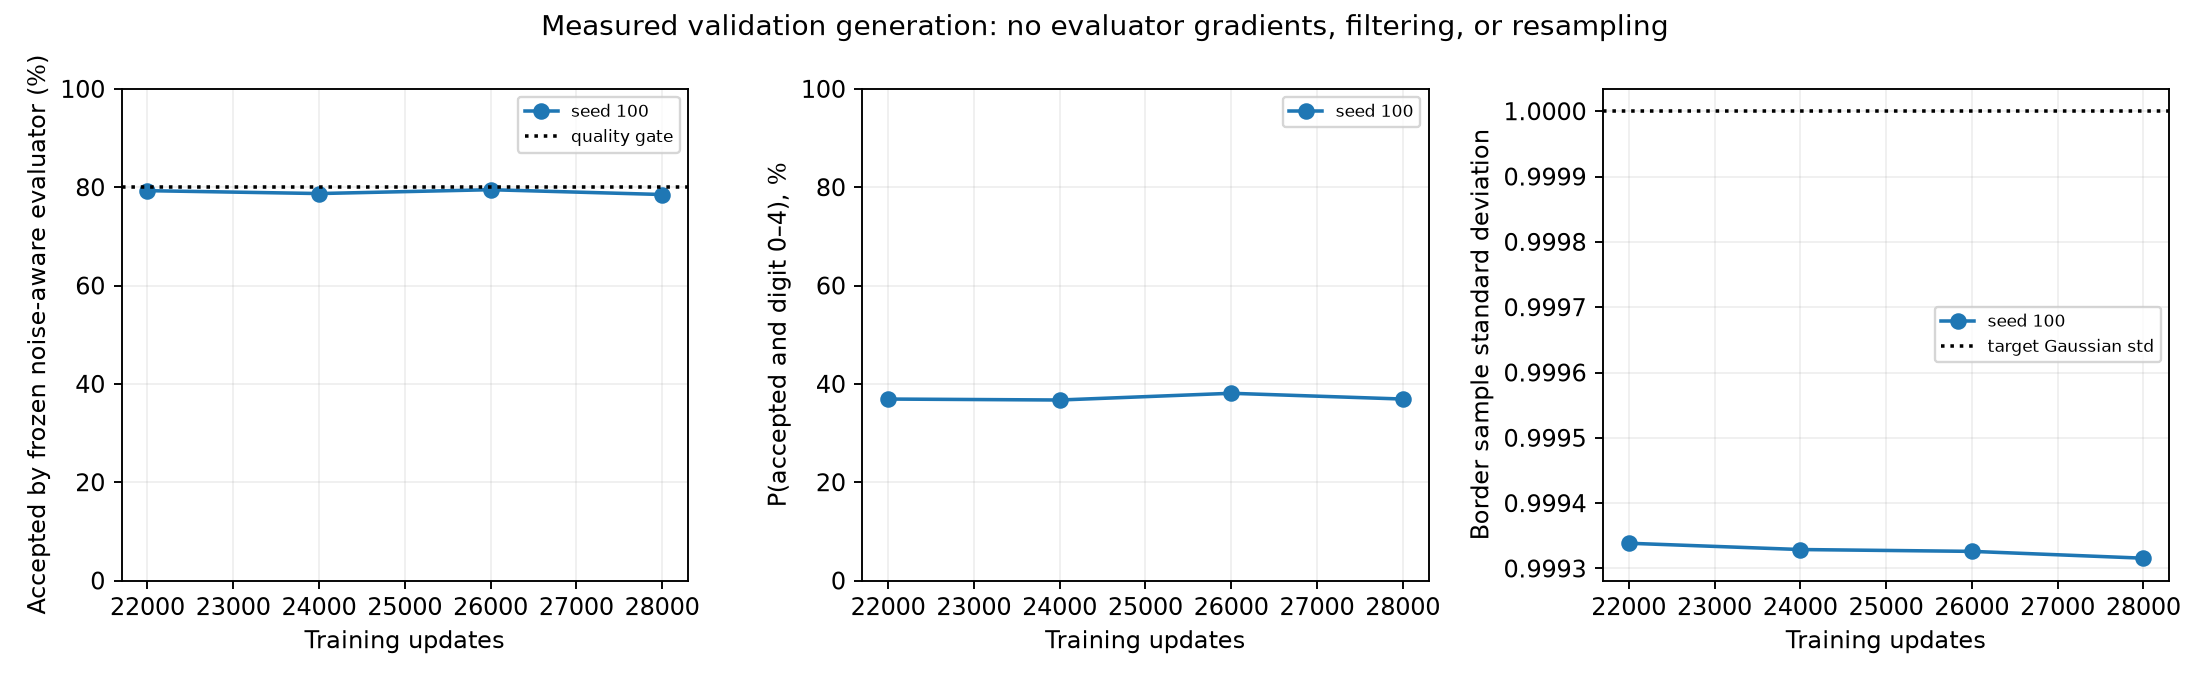 Measured validation generation: no evaluator gradients, filtering, or resampling
Accepted by frozen noise-aware evaluator (%)
100
80
60
40
20
0
seed 100
quality gate
22000 23000 24000 25000 26000 27000 28000
Training updates
P(accepted and digit 0–4), %
100
80
60
40
20
0
seed 100
22000 23000 24000 25000 26000 27000 28000
Training updates
Border sample standard deviation
1.0000
0.9999
0.9998
0.9997
0.9996
0.9995
0.9994
0.9993
seed 100
target Gaussian std
22000 23000 24000 25000 26000 27000 28000
Training updates